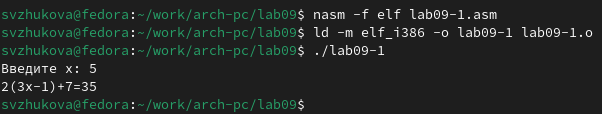 svzhukova@fedora:~/work/arch-pc/lab09$ nasm -f elf lab09-1.asm
svzhukova@fedora:~/work/arch-pc/lab09$ ld -m elf_i386 -o lab09-1 lab09-1.o
svzhukova@fedora:~/work/arch-pc/lab09$ ./lab09-1
Введите x: 5
2(3x-1)+7=35
svzhukova@fedora:~/work/arch-pc/lab09$